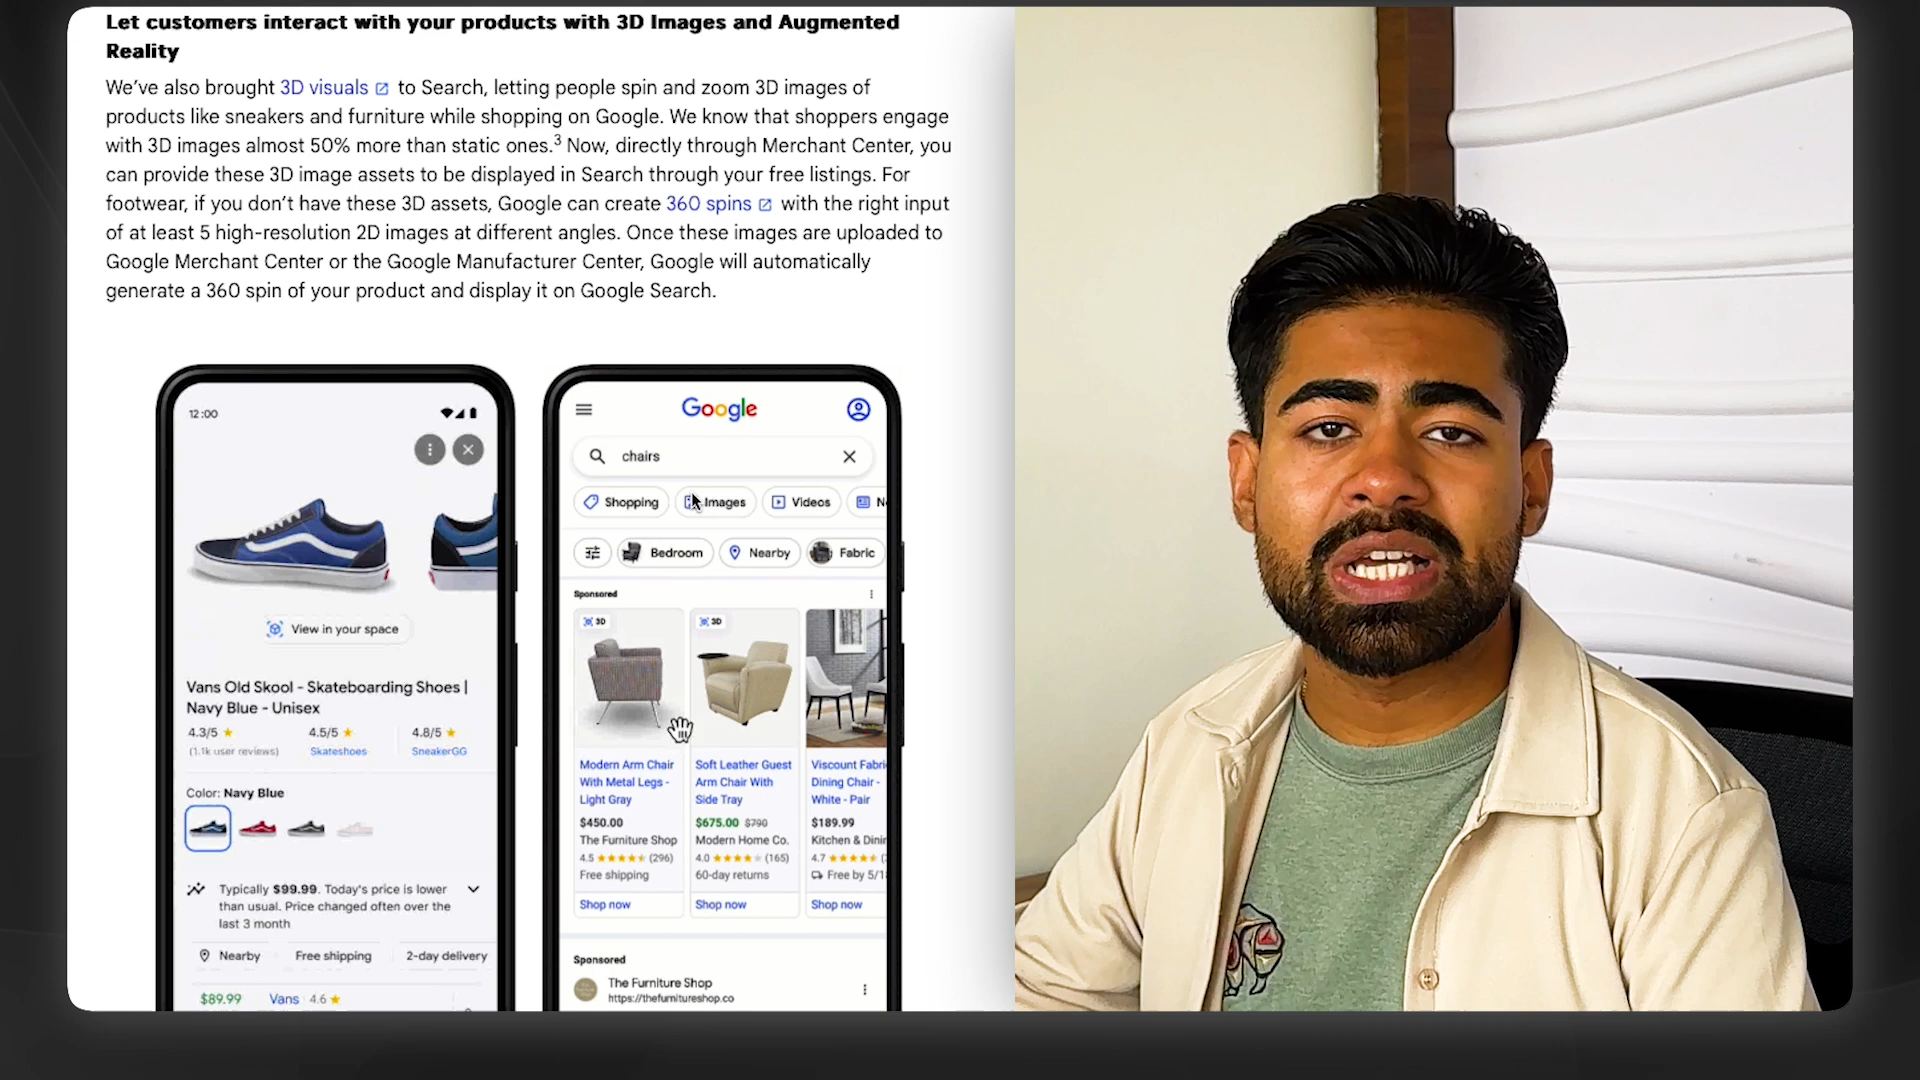 Let customers interact with your products with 3D Images and Augmented
Reality
We've also brought 3D visuals to Search, letting people spin and zoom 3D images of
products like sneakers and furniture while shopping on Google. We know that shoppers engage
with 3D images almost 50% more than static ones.3 Now, directly through Merchant Center, you
can provide these 3D image assets to be displayed in Search through your free listings. For
footwear, if you don't have these 3D assets, Google can create 360 spins with the right input
of at least 5 high-resolution 2D images at different angles. Once these images are uploaded to
Google Merchant Center or the Google Manufacturer Center, Google will automatically
generate a 360 spin of your product and display it on Google Search.
12:00
View in your space
Vans Old Skool - Skateboarding Shoes |
Navy Blue - Unisex
4.3/5 4.5/5 4.8/5
(1.1k user reviews) Skateshoes SneakerGG
Color: Navy Blue
Typically $99.99. Today's price is lower
than usual. Price changed often over the
last 3 month
Nearby Free shipping 2-day delivery
$89.99 Vans 4.6
Google
chairs
Shopping Images Videos
Bedroom Nearby Fabric
Sponsored
3D 3D
Modern Arm Chair
With Metal Legs -
Light Gray
$450.00
The Furniture Shop
4.5 (296)
Free shipping
Shop now
Soft Leather Guest
Arm Chair With
Side Tray
$675.00 $790
Modern Home Co.
4.0 (165)
60-day returns
Shop now
Viscount Fabri
Dining Chair -
White - Pair
$189.99
Kitchen & Dinin
4.7
Free by 5/1
Shop now
Sponsored
The Furniture Shop
https://thefurnitureshop.co